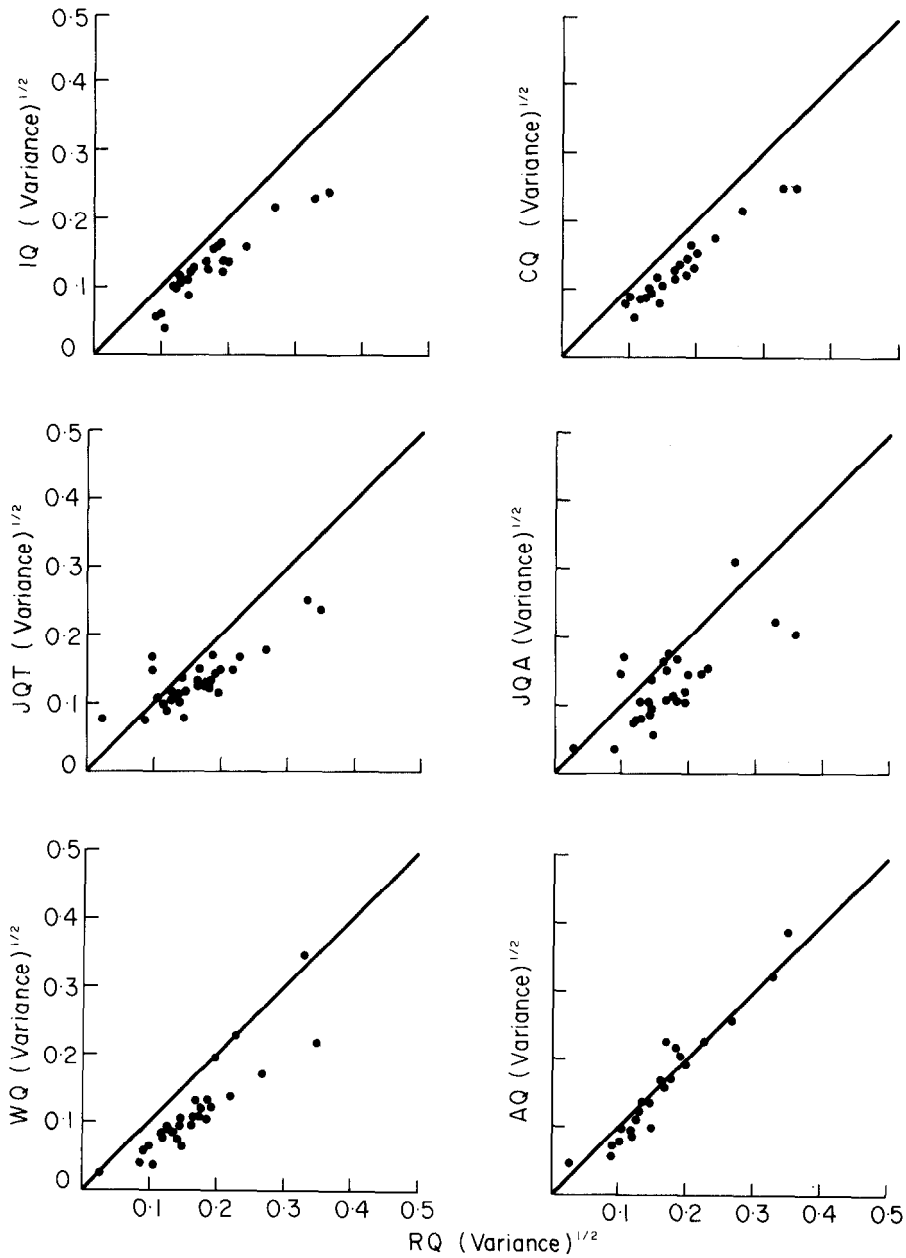 0·5
0·4
0·3
0·2
0·1
0
IQ (Variance)^1/2
CQ (Variance)^1/2
0·5
0·4
0·3
0·2
0·1
0
JQT (Variance)^1/2
JQA (Variance)^1/2
0·5
0·4
0·3
0·2
0·1
0
WQ (Variance)^1/2
0·1 0·2 0·3 0·4 0·5
AQ (Variance)^1/2
0·1 0·2 0·3 0·4 0·5
RQ (Variance)^1/2